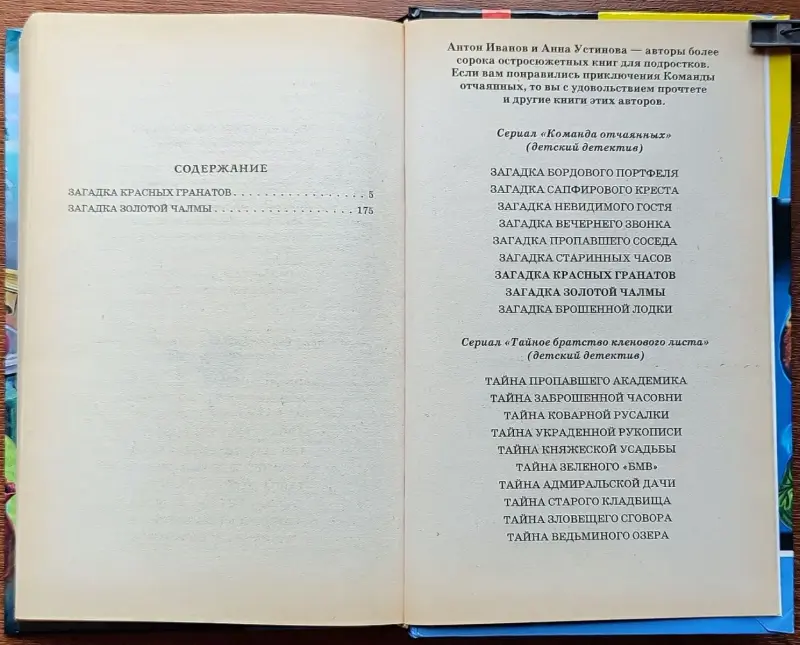 СОДЕРЖАНИЕ
ЗАГАДКА КРАСНЫХ ГРАНАТОВ . . . . . . . . . . . . . . . . . . . 5
ЗАГАДКА ЗОЛОТОЙ ЧАЛМЫ . . . . . . . . . . . . . . . . . . . . 175
Антон Иванов и Анна Устинова — авторы более
сорока остросюжетных книг для подростков.
Если вам понравились приключения Команды
отчаянных, то вы с удовольствием прочтете
и другие книги этих авторов.
Сериал «Команда отчаянных»
(детский детектив)
ЗАГАДКА БОРДОВОГО ПОРТФЕЛЯ
ЗАГАДКА САПФИРОВОГО КРЕСТА
ЗАГАДКА НЕВИДИМОГО ГОСТЯ
ЗАГАДКА ВЕЧЕРНЕГО ЗВОНКА
ЗАГАДКА ПРОПАВШЕГО СОСЕДА
ЗАГАДКА СТАРИННЫХ ЧАСОВ
ЗАГАДКА КРАСНЫХ ГРАНАТОВ
ЗАГАДКА ЗОЛОТОЙ ЧАЛМЫ
ЗАГАДКА БРОШЕННОЙ ЛОДКИ
Сериал «Тайное братство кленового листа»
(детский детектив)
ТАЙНА ПРОПАВШЕГО АКАДЕМИКА
ТАЙНА ЗАБРОШЕННОЙ ЧАСОВНИ
ТАЙНА КОВАРНОЙ РУСАЛКИ
ТАЙНА УКРАДЕННОЙ РУКОПИСИ
ТАЙНА КНЯЖЕСКОЙ УСАДЬБЫ
ТАЙНА ЗЕЛЕНОГО «БМВ»
ТАЙНА АДМИРАЛЬСКОЙ ДАЧИ
ТАЙНА СТАРОГО КЛАДБИЩА
ТАЙНА ЗЛОВЕЩЕГО СГОВОРА
ТАЙНА ВЕДЬМИНОГО ОЗЕРА